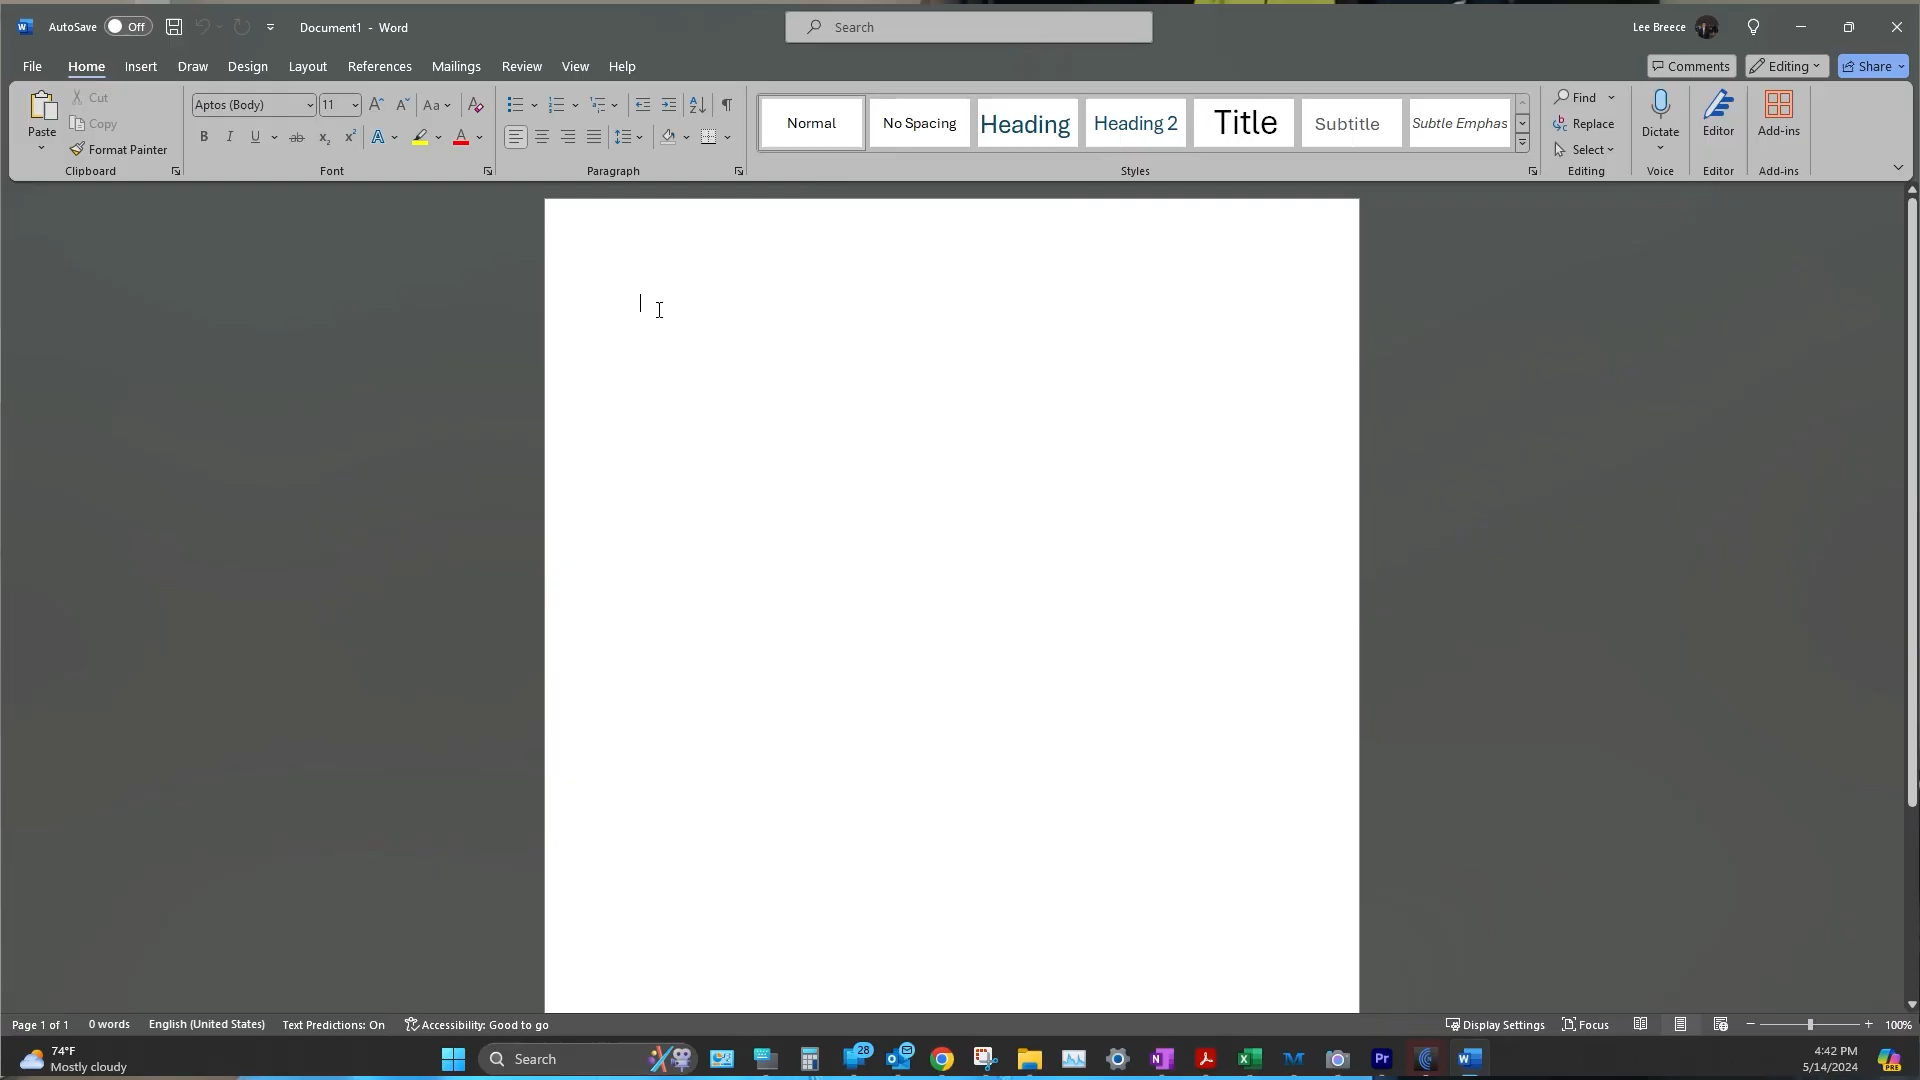 AutoSave Off Document1 - Word Search Lee Breece
File Home Insert Draw Design Layout References Mailings Review View Help Comments Editing Share
Paste Cut Copy Format Painter Clipboard
Aptos (Body) 11 Aa Font
Paragraph
Normal No Spacing Heading Heading 2 Title Subtitle Subtle Emphas Styles
Find Replace Select Editing
Dictate Voice
Editor Editor
Add-ins Add-ins
Page 1 of 1 0 words English (United States) Text Predictions: On Accessibility: Good to go Display Settings Focus 100%
74°F
Mostly cloudy
Search
28
4:42 PM
5/14/2024